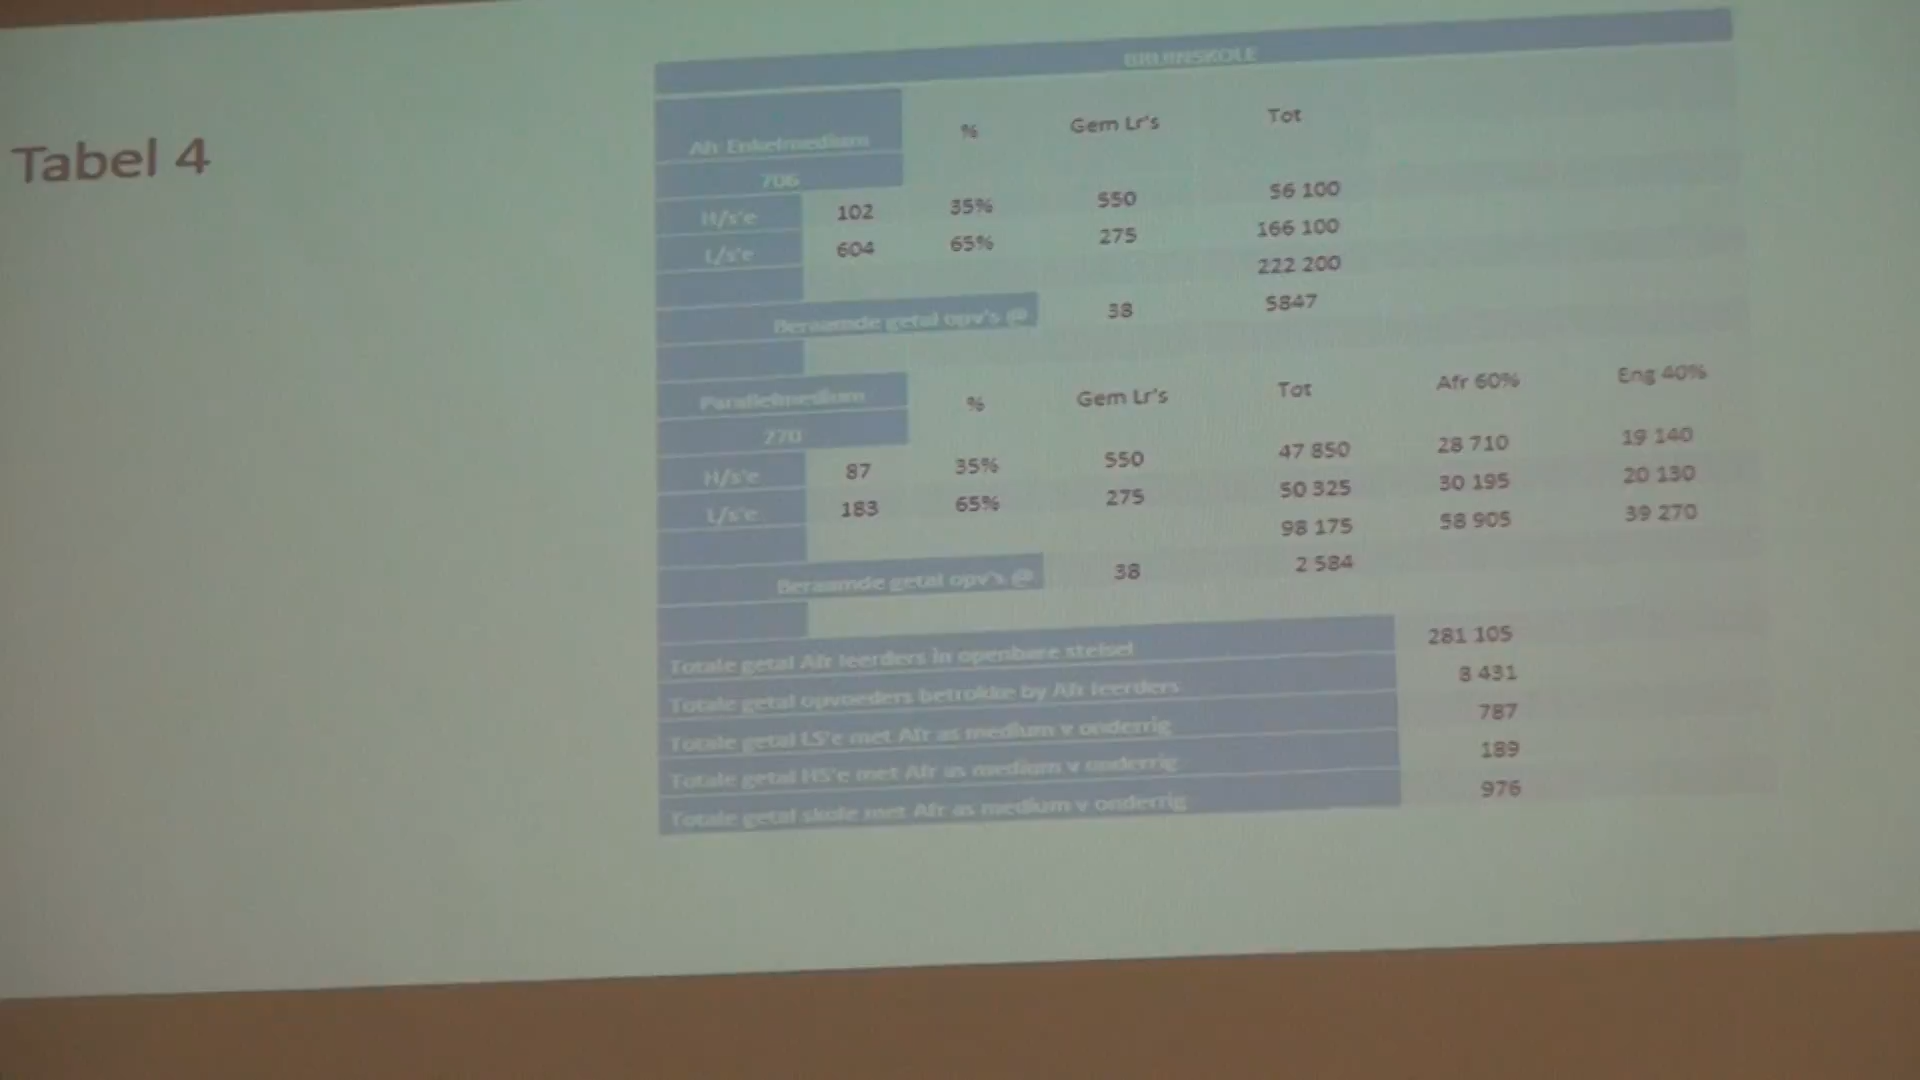 BRUINSKOLE
Tabel 4
Afr Enkelmedium % Gem Lr's Tot
706
H/s'e 102 35% 550 56 100
L/s'e 604 65% 275 166 100
222 200
Beraamde getal opv's @ 38 5847
Parallelmedium % Gem Lr's Tot Afr 60% Eng 40%
270
H/s'e 87 35% 550 47 850 28 710 19 140
L/s'e 183 65% 275 50 325 30 195 20 130
98 175 58 905 39 270
Beraamde getal opv's @ 38 2 584
Totale getal Afr leerders in openbare stelsel 281 105
Totale getal opvoeders betrokke by Afr leerders 8 431
Totale getal LS'e met Afr as medium v onderrig 787
Totale getal HS'e met Afr as medium v onderrig 189
Totale getal skole met Afr as medium v onderrig 976